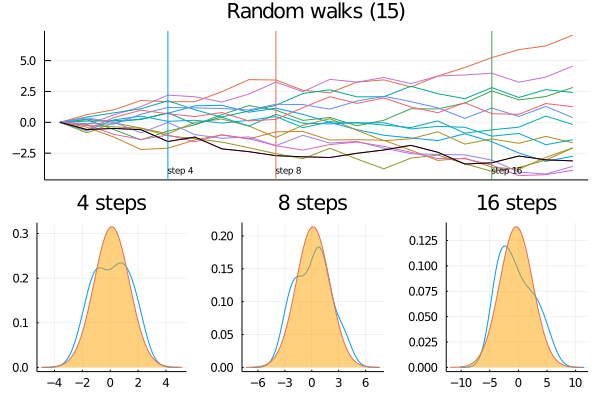 Random walks (15)
5.0
2.5
0.0
−2.5
step 4
step 8
step 16
4 steps
8 steps
16 steps
0.3
0.2
0.1
0.0
−4 −2 0 2 4
0.20
0.15
0.10
0.05
0.00
−6 −3 0 3 6
0.125
0.100
0.075
0.050
0.025
0.000
−10 −5 0 5 10